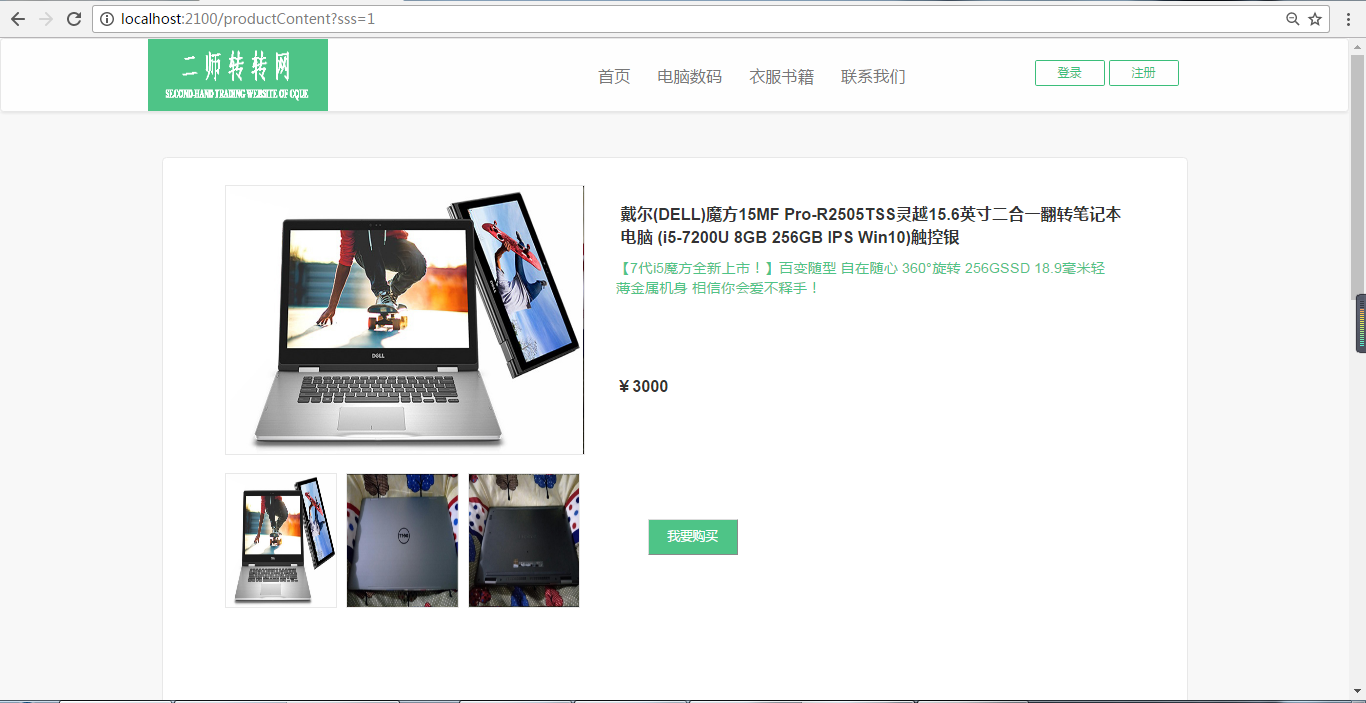 localhost:2100/productContent?sss=1
二师转转网
SECOND-HAND TRADING WEBSITE OF CQUE
首页 电脑数码 衣服书籍 联系我们
登录 注册
戴尔(DELL)魔方15MF Pro-R2505TSS灵越15.6英寸二合一翻转笔记本
电脑 (i5-7200U 8GB 256GB IPS Win10)触控银
【7代i5魔方全新上市！】百变随型 自在随心 360°旋转 256GSSD 18.9毫米轻
薄金属机身 相信你会爱不释手！
DELL
¥ 3000
我要购买